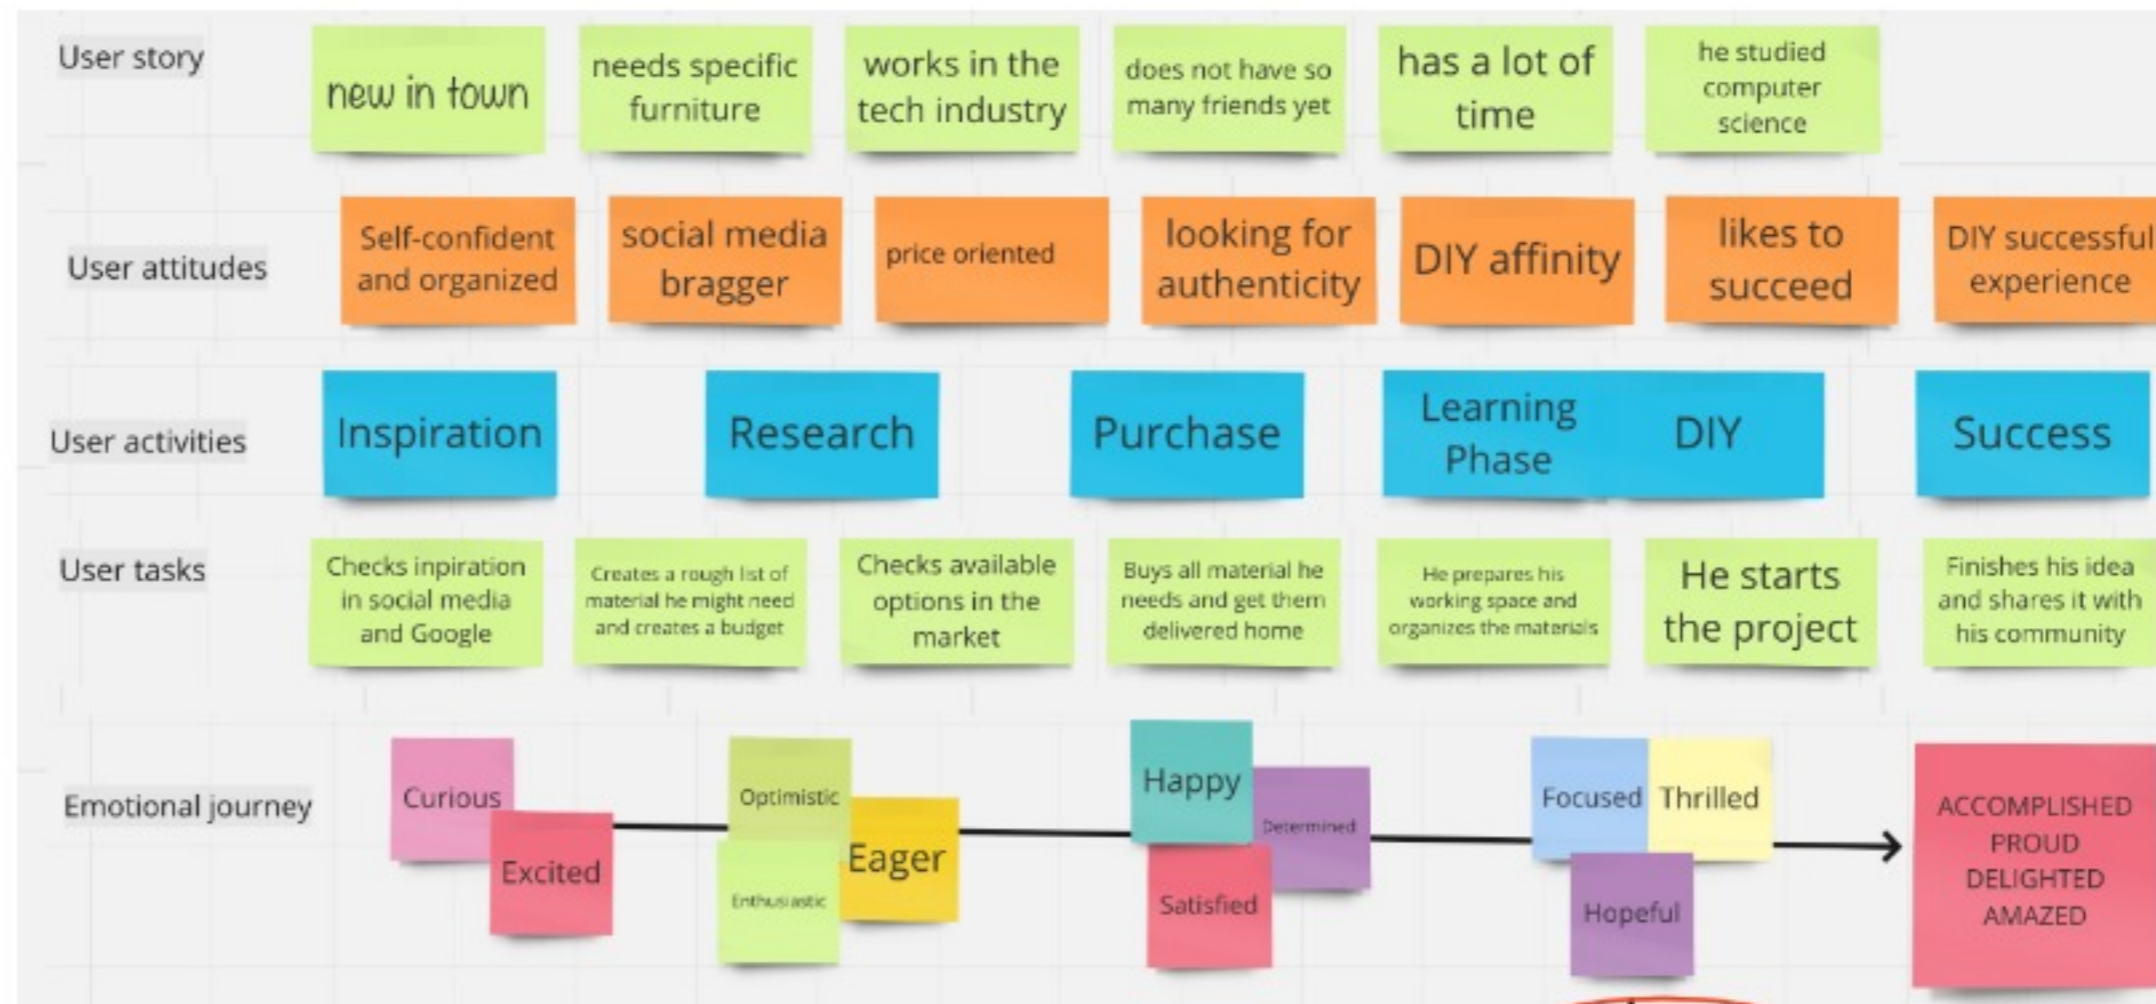 User story
new in town
needs specific
furniture
works in the
tech industry
does not have so
many friends yet
has a lot of
time
he studied
computer
science
User attitudes
Self-confident
and organized
social media
bragger
price oriented
looking for
authenticity
DIY affinity
likes to
succeed
DIY successful
experience
User activities
Inspiration
Research
Purchase
Learning
Phase
DIY
Success
User tasks
Checks inpiration
in social media
and Google
Creates a rough list of
material he might need
and creates a budget
Checks available
options in the
market
Buys all material he
needs and get them
delivered home
He prepares his
working space and
organizes the materials
He starts
the project
Finishes his idea
and shares it with
his community
Emotional journey
Curious
Excited
Optimistic
Eager
Enthusiastic
Happy
Determined
Satisfied
Focused
Thrilled
Hopeful
ACCOMPLISHED
PROUD
DELIGHTED
AMAZED